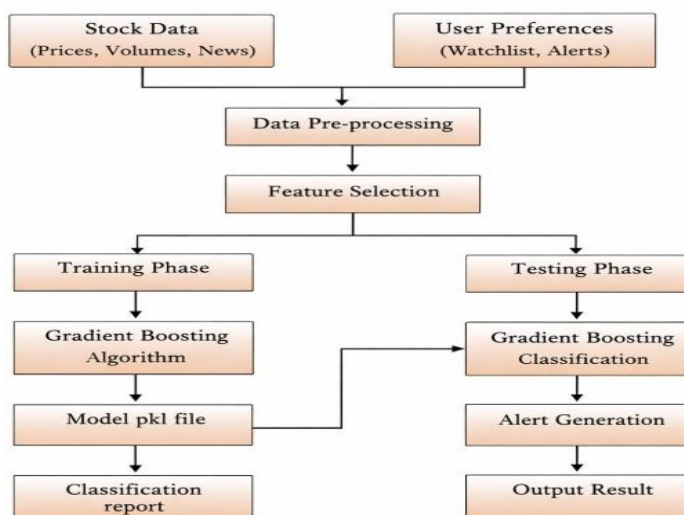 Stock Data
(Prices, Volumes, News)
User Preferences
(Watchlist, Alerts)
Data Pre-processing
Feature Selection
Training Phase
Testing Phase
Gradient Boosting
Algorithm
Gradient Boosting
Classification
Model pkl file
Alert Generation
Classification
report
Output Result